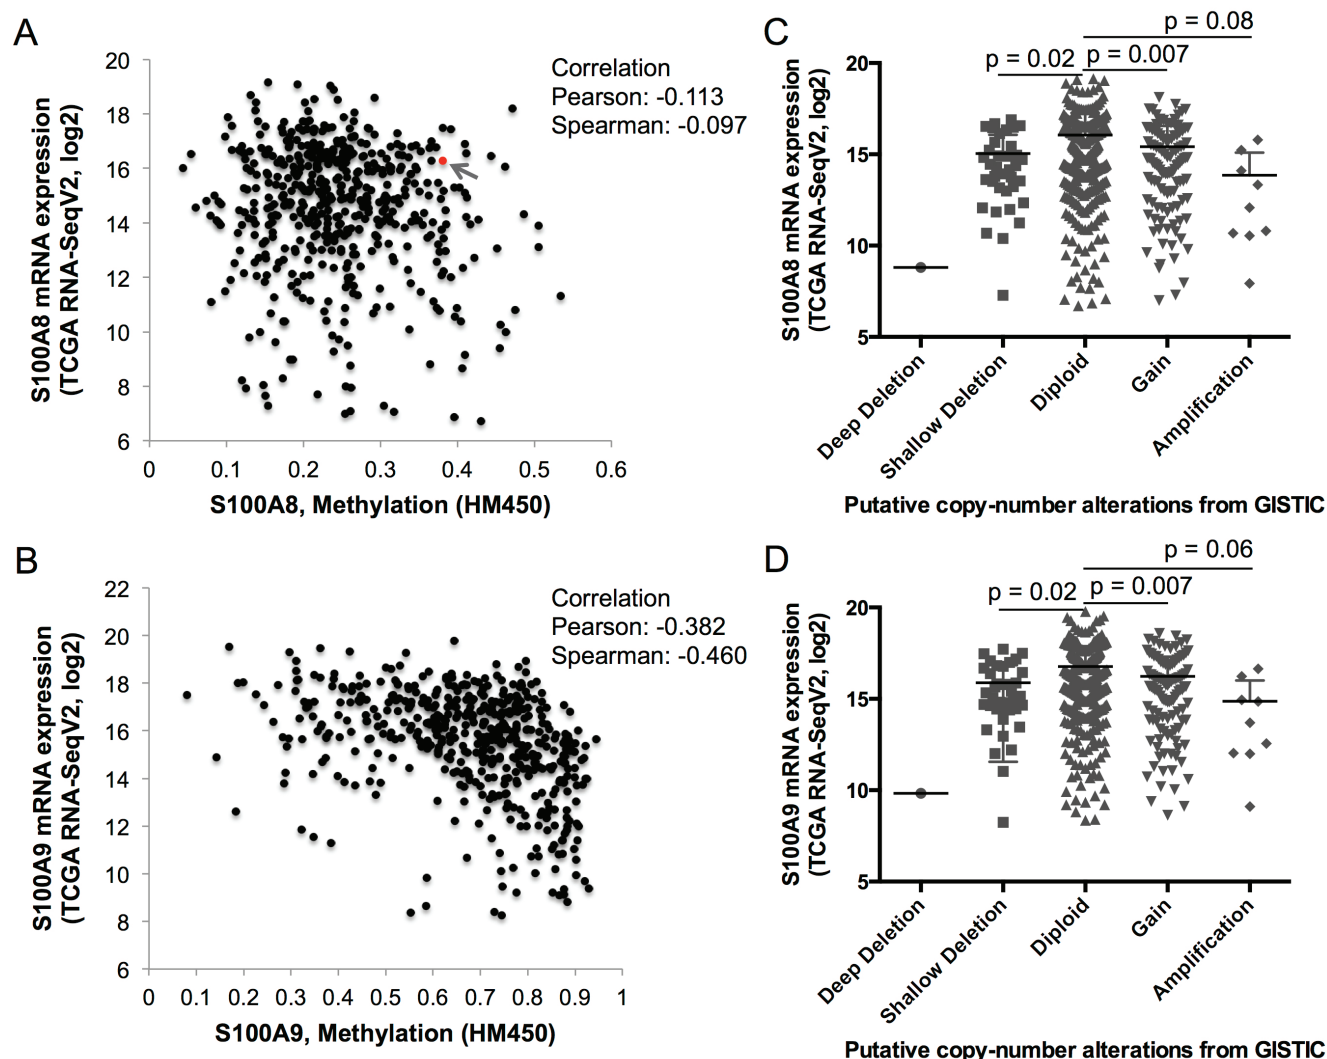 A
S100A8 mRNA expression
(TCGA RNA-SeqV2, log2)
20
18
16
14
12
10
8
6
Correlation
Pearson: -0.113
Spearman: -0.097
0 0.1 0.2 0.3 0.4 0.5 0.6
S100A8, Methylation (HM450)
B
S100A9 mRNA expression
(TCGA RNA-SeqV2, log2)
22
20
18
16
14
12
10
8
6
Correlation
Pearson: -0.382
Spearman: -0.460
0 0.1 0.2 0.3 0.4 0.5 0.6 0.7 0.8 0.9 1
S100A9, Methylation (HM450)
C
p = 0.08
p = 0.02 p = 0.007
S100A8 mRNA expression
(TCGA RNA-SeqV2, log2)
20
15
10
5
Deep Deletion
Shallow Deletion
Diploid
Gain
Amplification
Putative copy-number alterations from GISTIC
D
p = 0.06
p = 0.02 p = 0.007
S100A9 mRNA expression
(TCGA RNA-SeqV2, log2)
20
15
10
5
Deep Deletion
Shallow Deletion
Diploid
Gain
Amplification
Putative copy-number alterations from GISTIC